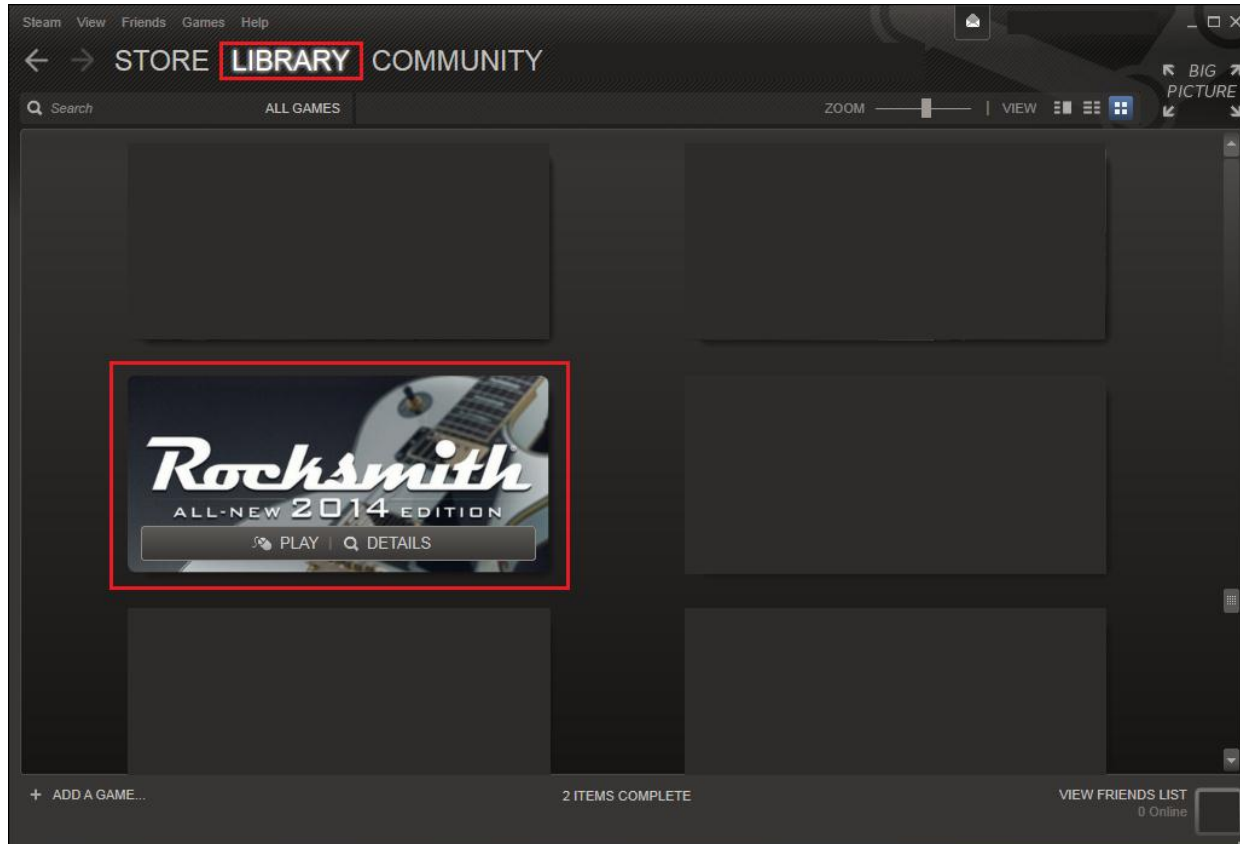 Steam View Friends Games Help
STORE LIBRARY COMMUNITY
BIG PICTURE
Search ALL GAMES ZOOM VIEW
Rocksmith
ALL-NEW 2014 EDITION
PLAY | DETAILS
+ ADD A GAME... 2 ITEMS COMPLETE VIEW FRIENDS LIST
0 Online